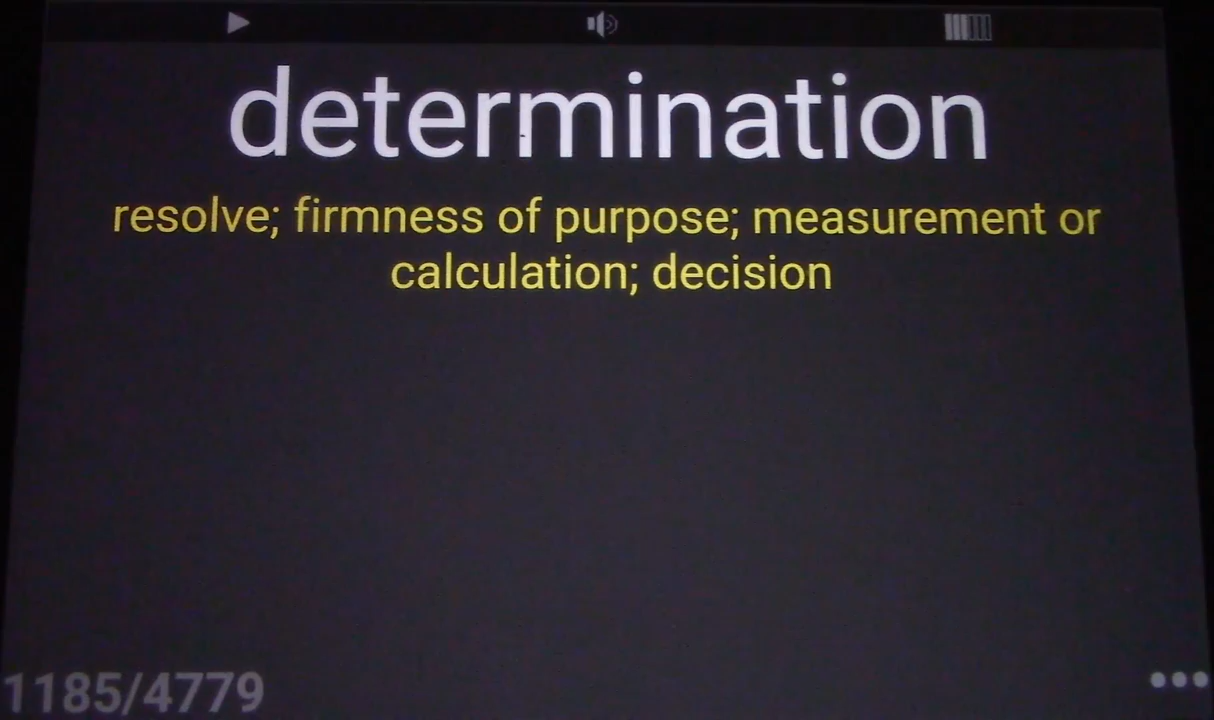 determination
resolve; firmness of purpose; measurement or
calculation; decision
1185/4779